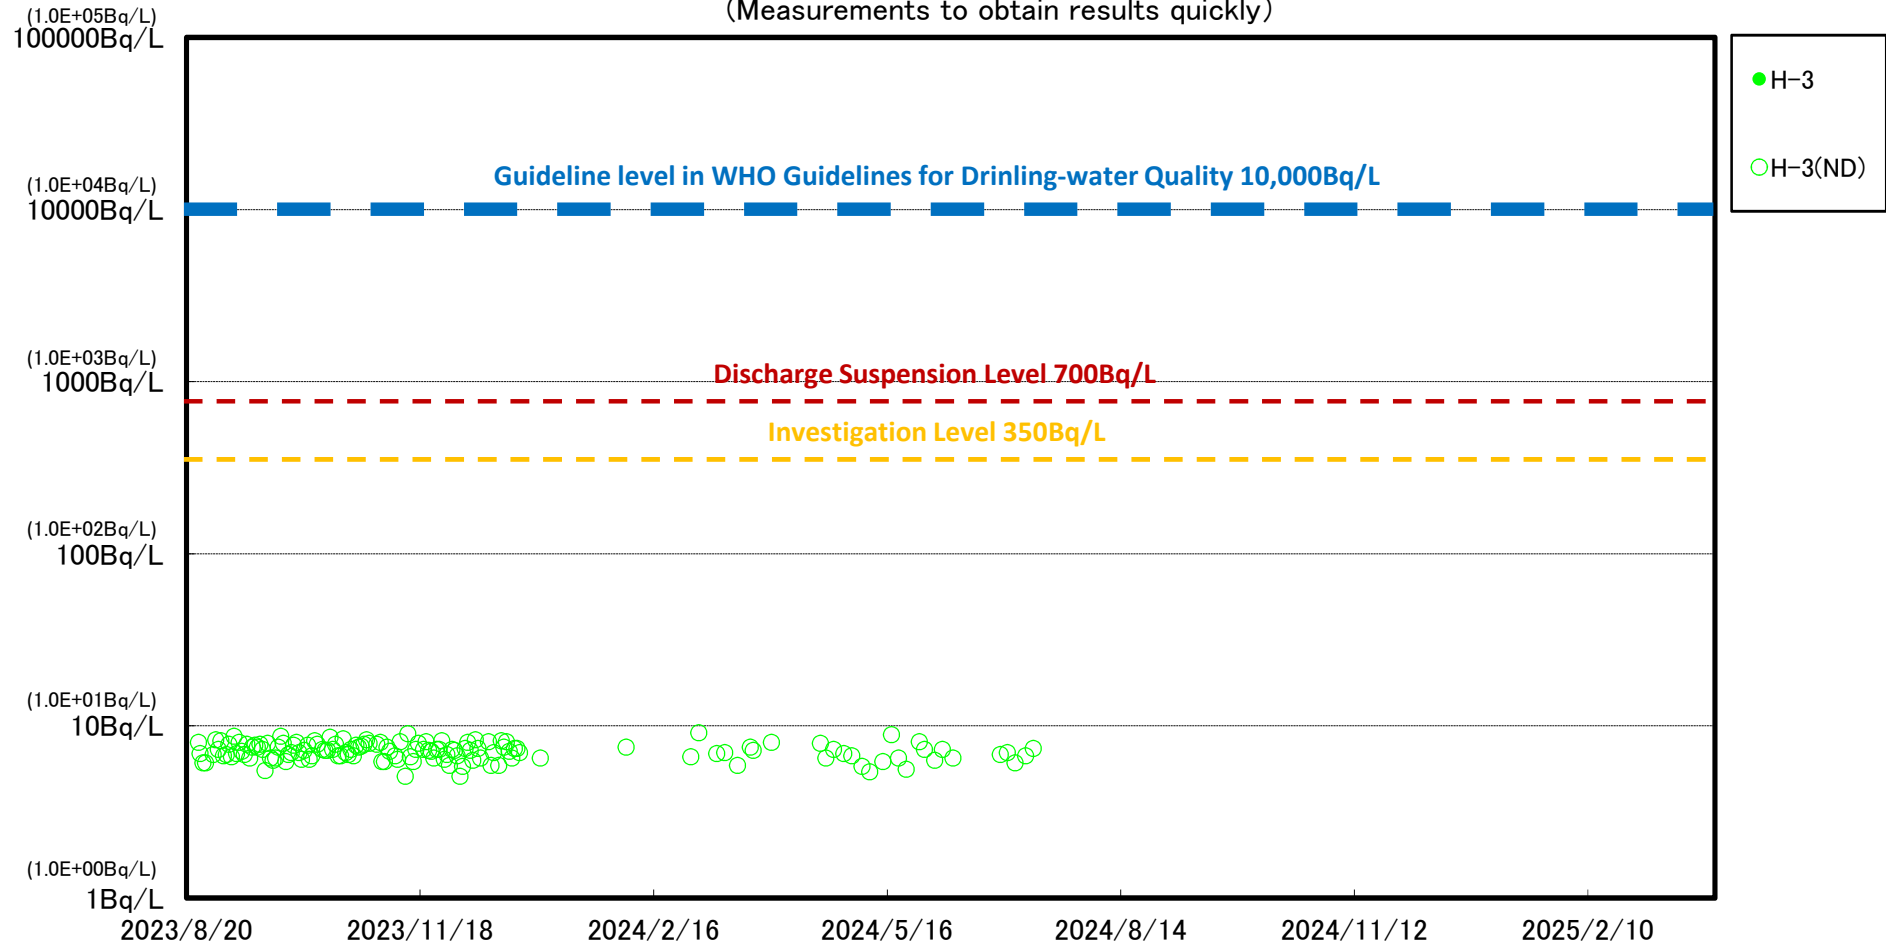 (Measurements to obtain results quickly)
(1.0E+05Bq/L)
100000Bq/L
H-3
H-3(ND)
Guideline level in WHO Guidelines for Drinling-water Quality 10,000Bq/L
(1.0E+04Bq/L)
10000Bq/L
(1.0E+03Bq/L)
1000Bq/L
Discharge Suspension Level 700Bq/L
Investigation Level 350Bq/L
(1.0E+02Bq/L)
100Bq/L
(1.0E+01Bq/L)
10Bq/L
(1.0E+00Bq/L)
1Bq/L
2023/8/20 2023/11/18 2024/2/16 2024/5/16 2024/8/14 2024/11/12 2025/2/10